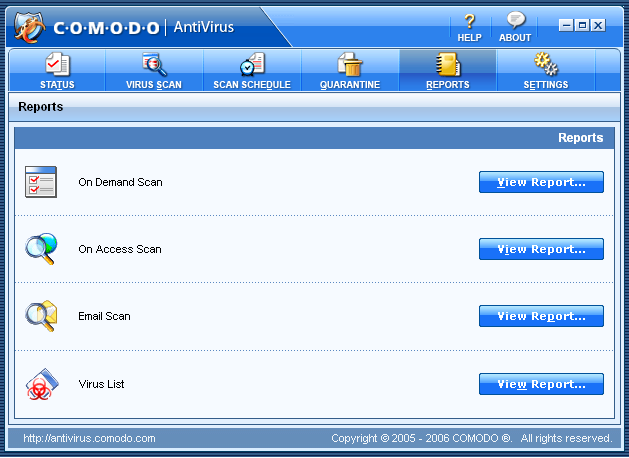 C·O·M·O·D·O | AntiVirus
HELP ABOUT
STATUS VIRUS SCAN SCAN SCHEDULE QUARANTINE REPORTS SETTINGS
Reports
Reports
On Demand Scan View Report...
On Access Scan View Report...
Email Scan View Report...
Virus List View Report...
http://antivirus.comodo.com Copyright © 2005 - 2006 COMODO ®. All rights reserved.